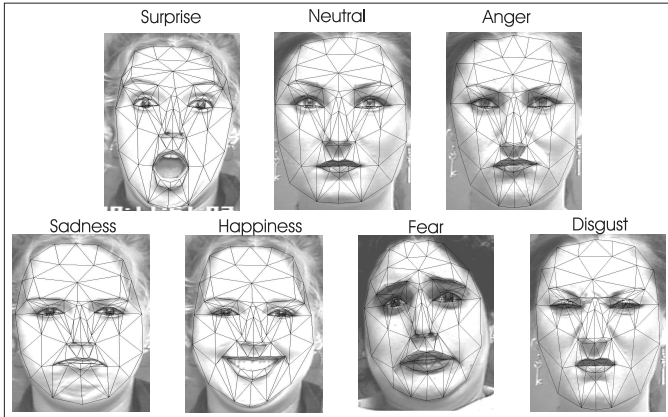 Surprise
Neutral
Anger
Sadness
Happiness
Fear
Disgust